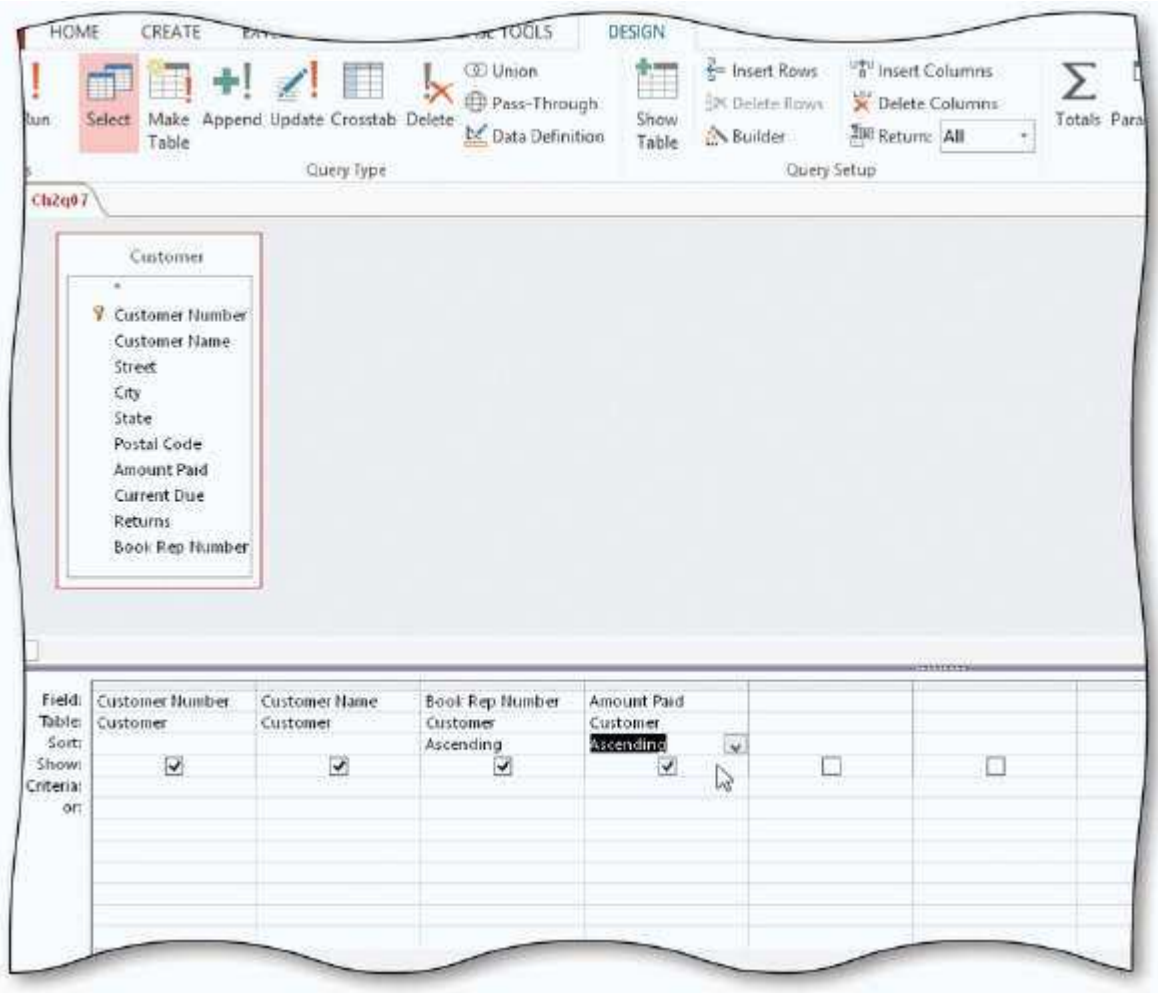 HOME CREATE TOOLS DESIGN
Select Make Table Append Update Crosstab Delete
Union
Pass-Through
Data Definition
Show Table
Insert Rows
Delete Rows
Builder
Insert Columns
Delete Columns
Return: All
Totals
Query Type Query Setup
Ch2q07
Customer
*
Customer Number
Customer Name
Street
City
State
Postal Code
Amount Paid
Current Due
Returns
Book Rep Number
Field: Customer Number Customer Name Book Rep Number Amount Paid
Table: Customer Customer Customer Customer
Sort: Ascending Ascending
Show:
Criteria:
or: